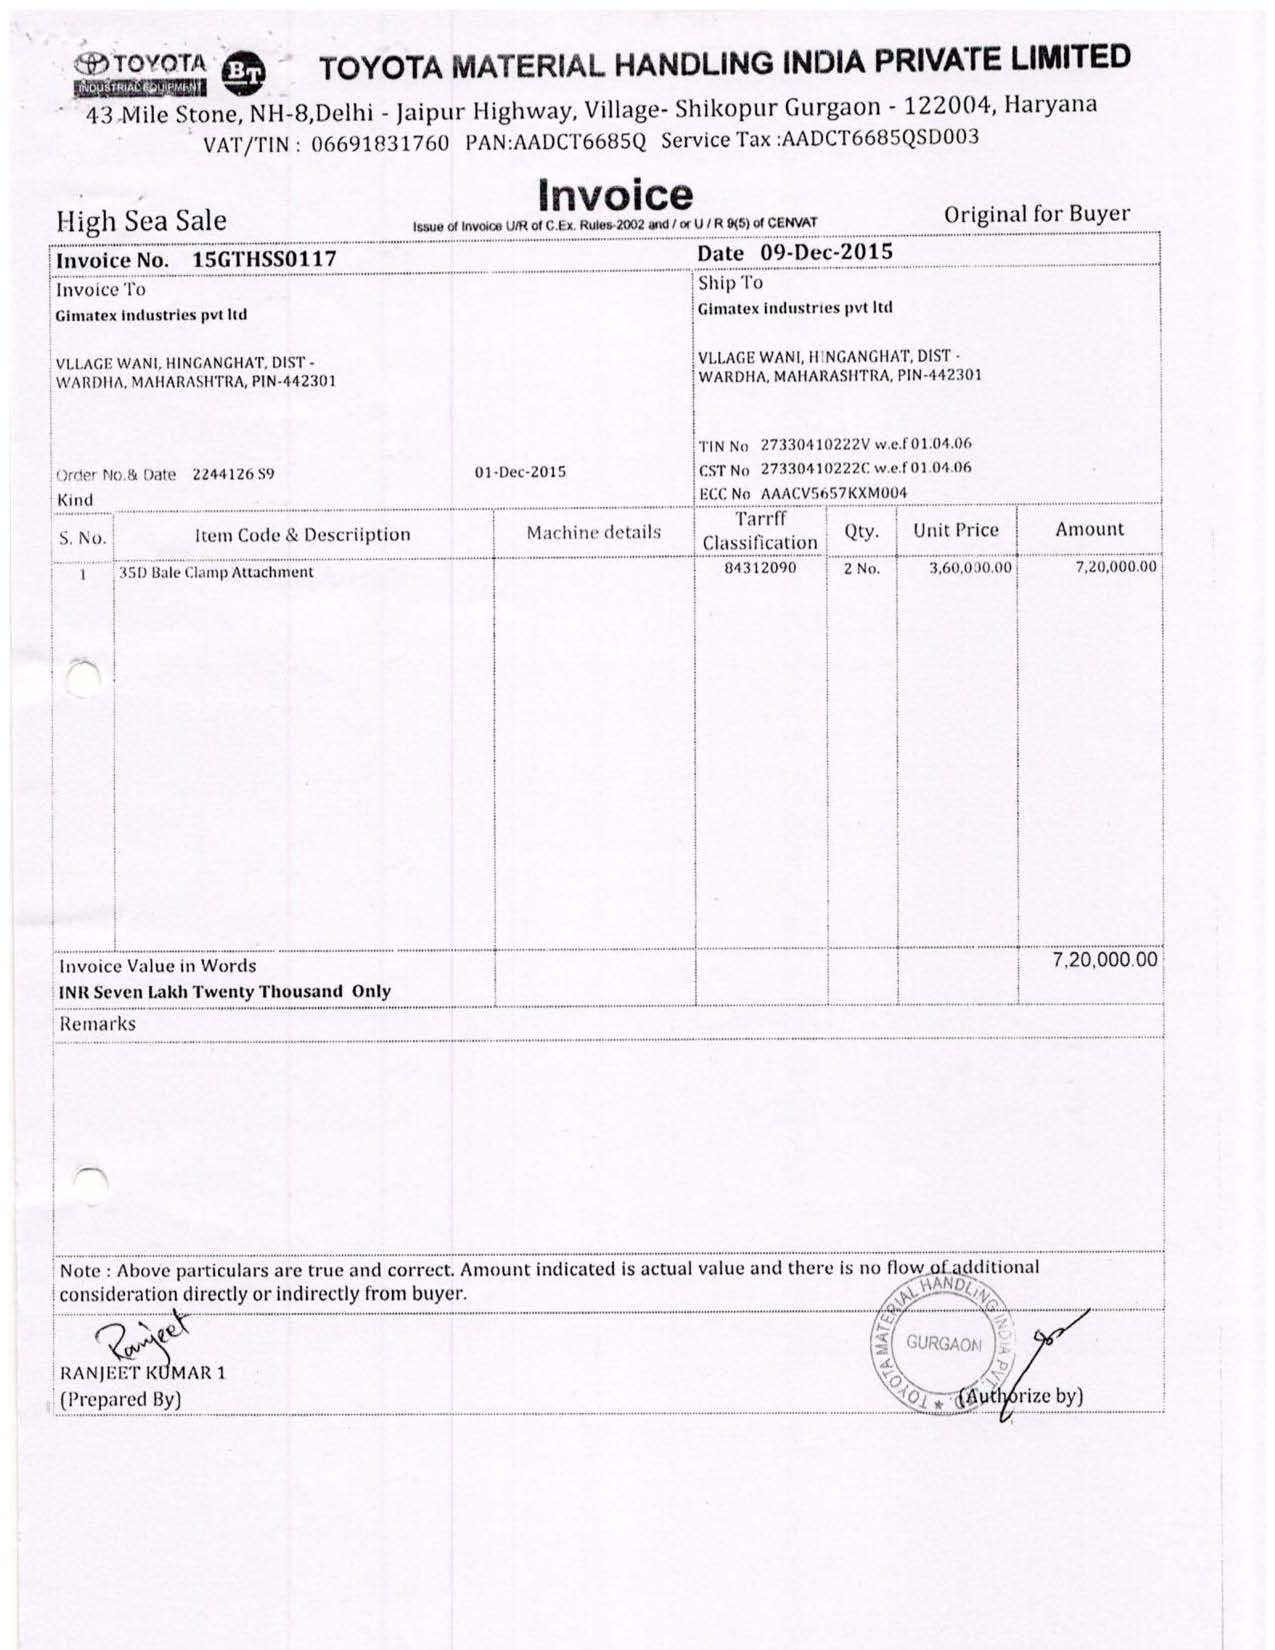 TOYOTA
INDUSTRIAL EQUIPMENT
BT
TOYOTA MATERIAL HANDLING INDIA PRIVATE LIMITED
43 Mile Stone, NH-8,Delhi - Jaipur Highway, Village- Shikopur Gurgaon - 122004, Haryana
VAT/TIN : 06691831760 PAN:AADCT6685Q Service Tax :AADCT6685QSD003
Invoice
High Sea Sale
Issue of Invoice U/R of C.Ex. Rules-2002 and / or U / R 9(5) of CENVAT
Original for Buyer
Invoice No. 15GTHSS0117
Date 09-Dec-2015
Invoice To
Gimatex industries pvt ltd
VLLAGE WANI, HINGANGHAT, DIST -
WARDHA, MAHARASHTRA, PIN-442301
Ship To
Gimatex industries pvt ltd
VLLAGE WANI, HINGANGHAT, DIST -
WARDHA, MAHARASHTRA, PIN-442301
TIN No 27330410222V w.e.f 01.04.06
Order No.& Date 2244126 S9 01-Dec-2015
CST No 27330410222C w.e.f 01.04.06
Kind
ECC No AAACV5657KXM004
S. No. Item Code & Descriiption Machine details Tarrff Classification Qty. Unit Price Amount
1 35D Bale Clamp Attachment 84312090 2 No. 3,60,000.00 7,20,000.00
Invoice Value in Words 7,20,000.00
INR Seven Lakh Twenty Thousand Only
Remarks
Note : Above particulars are true and correct. Amount indicated is actual value and there is no flow of additional
consideration directly or indirectly from buyer.
Ranjeet
RANJEET KUMAR 1
(Prepared By)
TOYOTA MATERIAL HANDLING INDIA PVT. LTD. ★
GURGAON
(Authorize by)